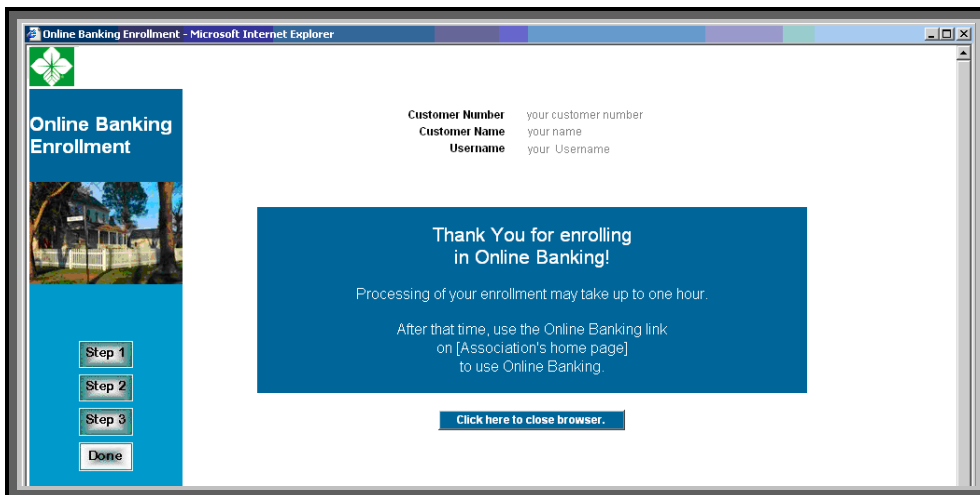 Online Banking Enrollment - Microsoft Internet Explorer
Online Banking
Enrollment
Customer Number your customer number
Customer Name your name
Username your Username
Thank You for enrolling
in Online Banking!
Processing of your enrollment may take up to one hour.
After that time, use the Online Banking link
on [Association's home page]
to use Online Banking.
Step 1
Step 2
Step 3
Done
Click here to close browser.